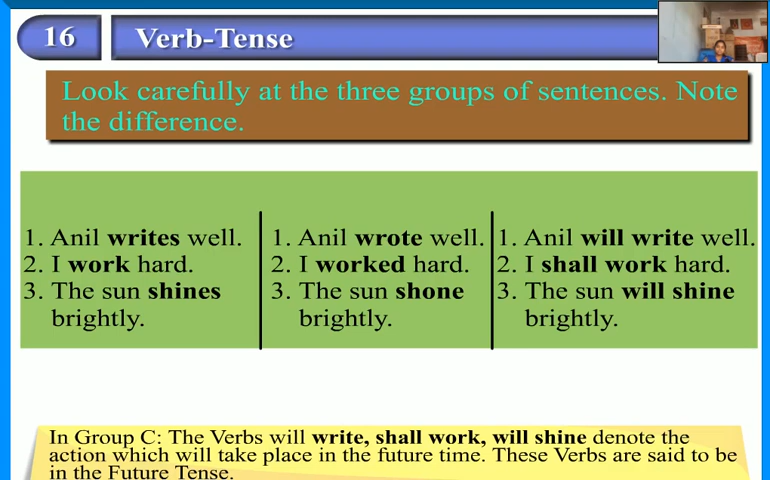 16 Verb-Tense
Look carefully at the three groups of sentences. Note
the difference.
1. Anil writes well.
2. I work hard.
3. The sun shines
brightly.
1. Anil wrote well.
2. I worked hard.
3. The sun shone
brightly.
1. Anil will write well.
2. I shall work hard.
3. The sun will shine
brightly.
In Group C: The Verbs will write, shall work, will shine denote the
action which will take place in the future time. These Verbs are said to be
in the Future Tense.